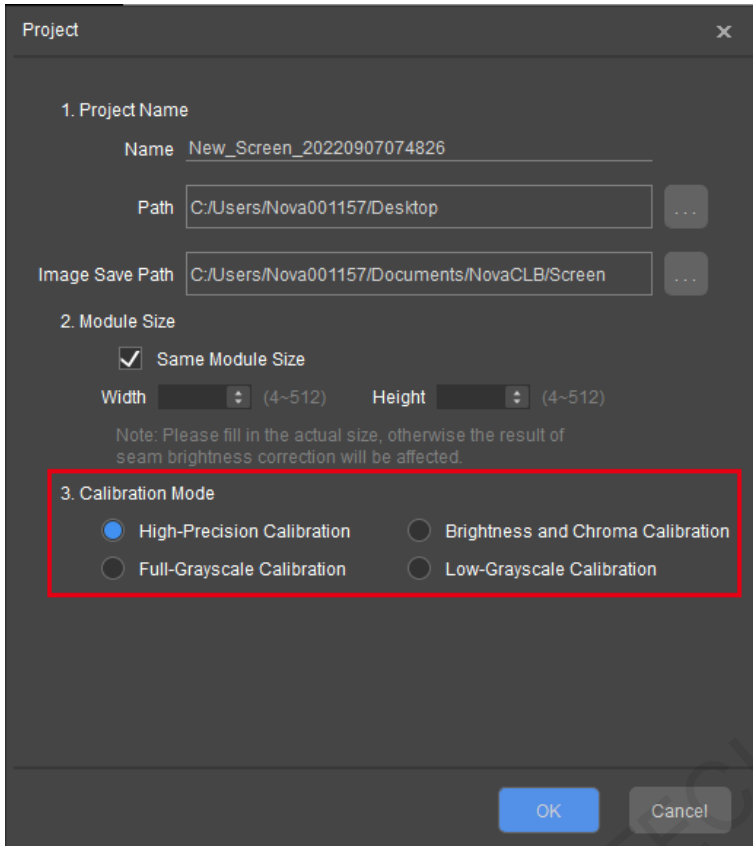 Project
1. Project Name
Name New_Screen_20220907074826
Path C:/Users/Nova001157/Desktop ...
Image Save Path C:/Users/Nova001157/Documents/NovaCLB/Screen ...
2. Module Size
Same Module Size
Width (4~512) Height (4~512)
Note: Please fill in the actual size, otherwise the result of
seam brightness correction will be affected.
3. Calibration Mode
High-Precision Calibration Brightness and Chroma Calibration
Full-Grayscale Calibration Low-Grayscale Calibration
OK Cancel